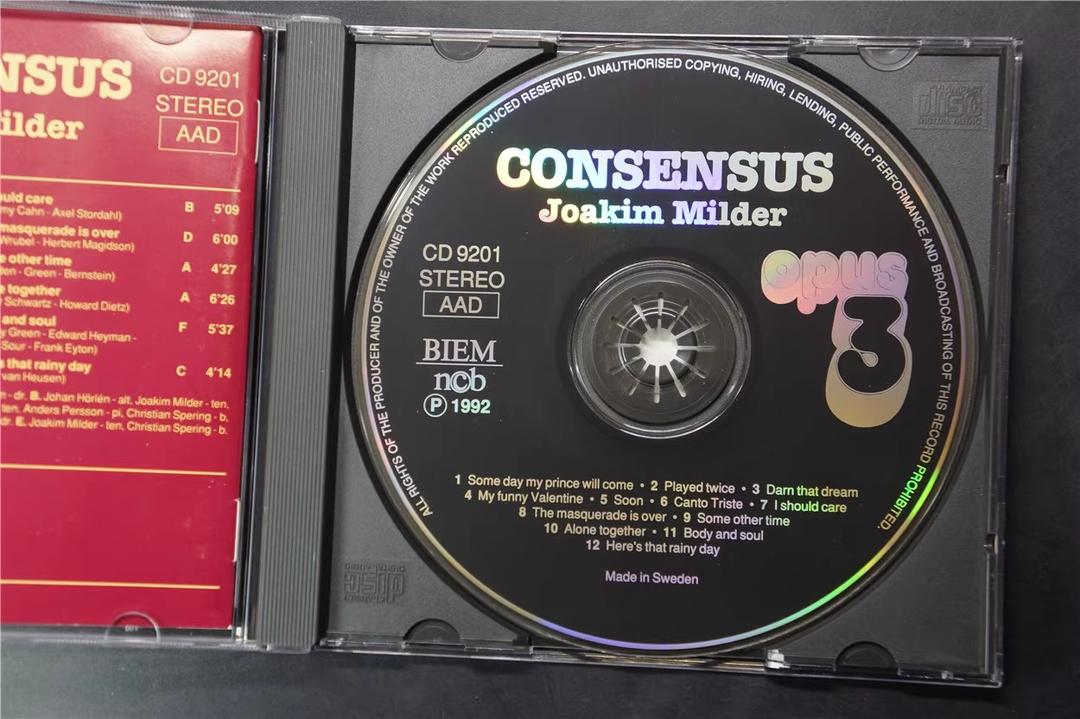 NSUS
ilder
CD 9201
STEREO
AAD
ould care
B 5'09
my Cahn - Axel Stordahl)
masquerade is over
D 6'00
Wrubel - Herbert Magidson)
e other time
A 4'27
den - Green - Bernstein)
e together
A 6'26
Schwartz - Howard Dietz)
and soul
F 5'37
y Green - Edward Heyman -
Sour - Frank Eyton)
s that rainy day
C 4'14
van Heusen)
n - dr. B. Johan Hörlén - alt, Joakim Milder - ten,
ten, Anders Persson - pi, Christian Spering - b,
dr. E. Joakim Milder - ten, Christian Spering - b.
ALL RIGHTS OF THE PRODUCER AND OF THE OWNER OF THE WORK REPRODUCED RESERVED. UNAUTHORISED COPYING, HIRING, LENDING, PUBLIC PERFORMANCE AND BROADCASTING OF THIS RECORD PROHIBITED.
COMPACT
disc
DIGITAL AUDIO
CONSENSUS
Joakim Milder
CD 9201
STEREO
AAD
opus
3
BIEM
ncb
Ⓟ 1992
1 Some day my prince will come • 2 Played twice • 3 Darn that dream
4 My funny Valentine • 5 Soon • 6 Canto Triste • 7 I should care
8 The masquerade is over • 9 Some other time
10 Alone together • 11 Body and soul
12 Here's that rainy day
Made in Sweden
COMPACT
disc
DIGITAL AUDIO